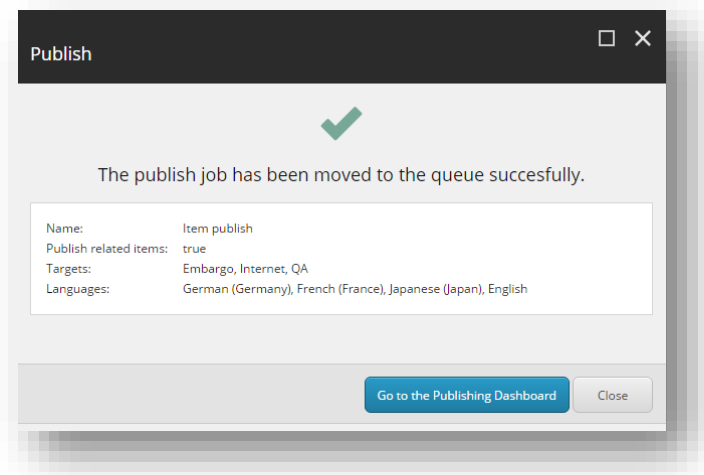 Publish
The publish job has been moved to the queue succesfully.
Name: Item publish
Publish related items: true
Targets: Embargo, Internet, QA
Languages: German (Germany), French (France), Japanese (Japan), English
Go to the Publishing Dashboard Close